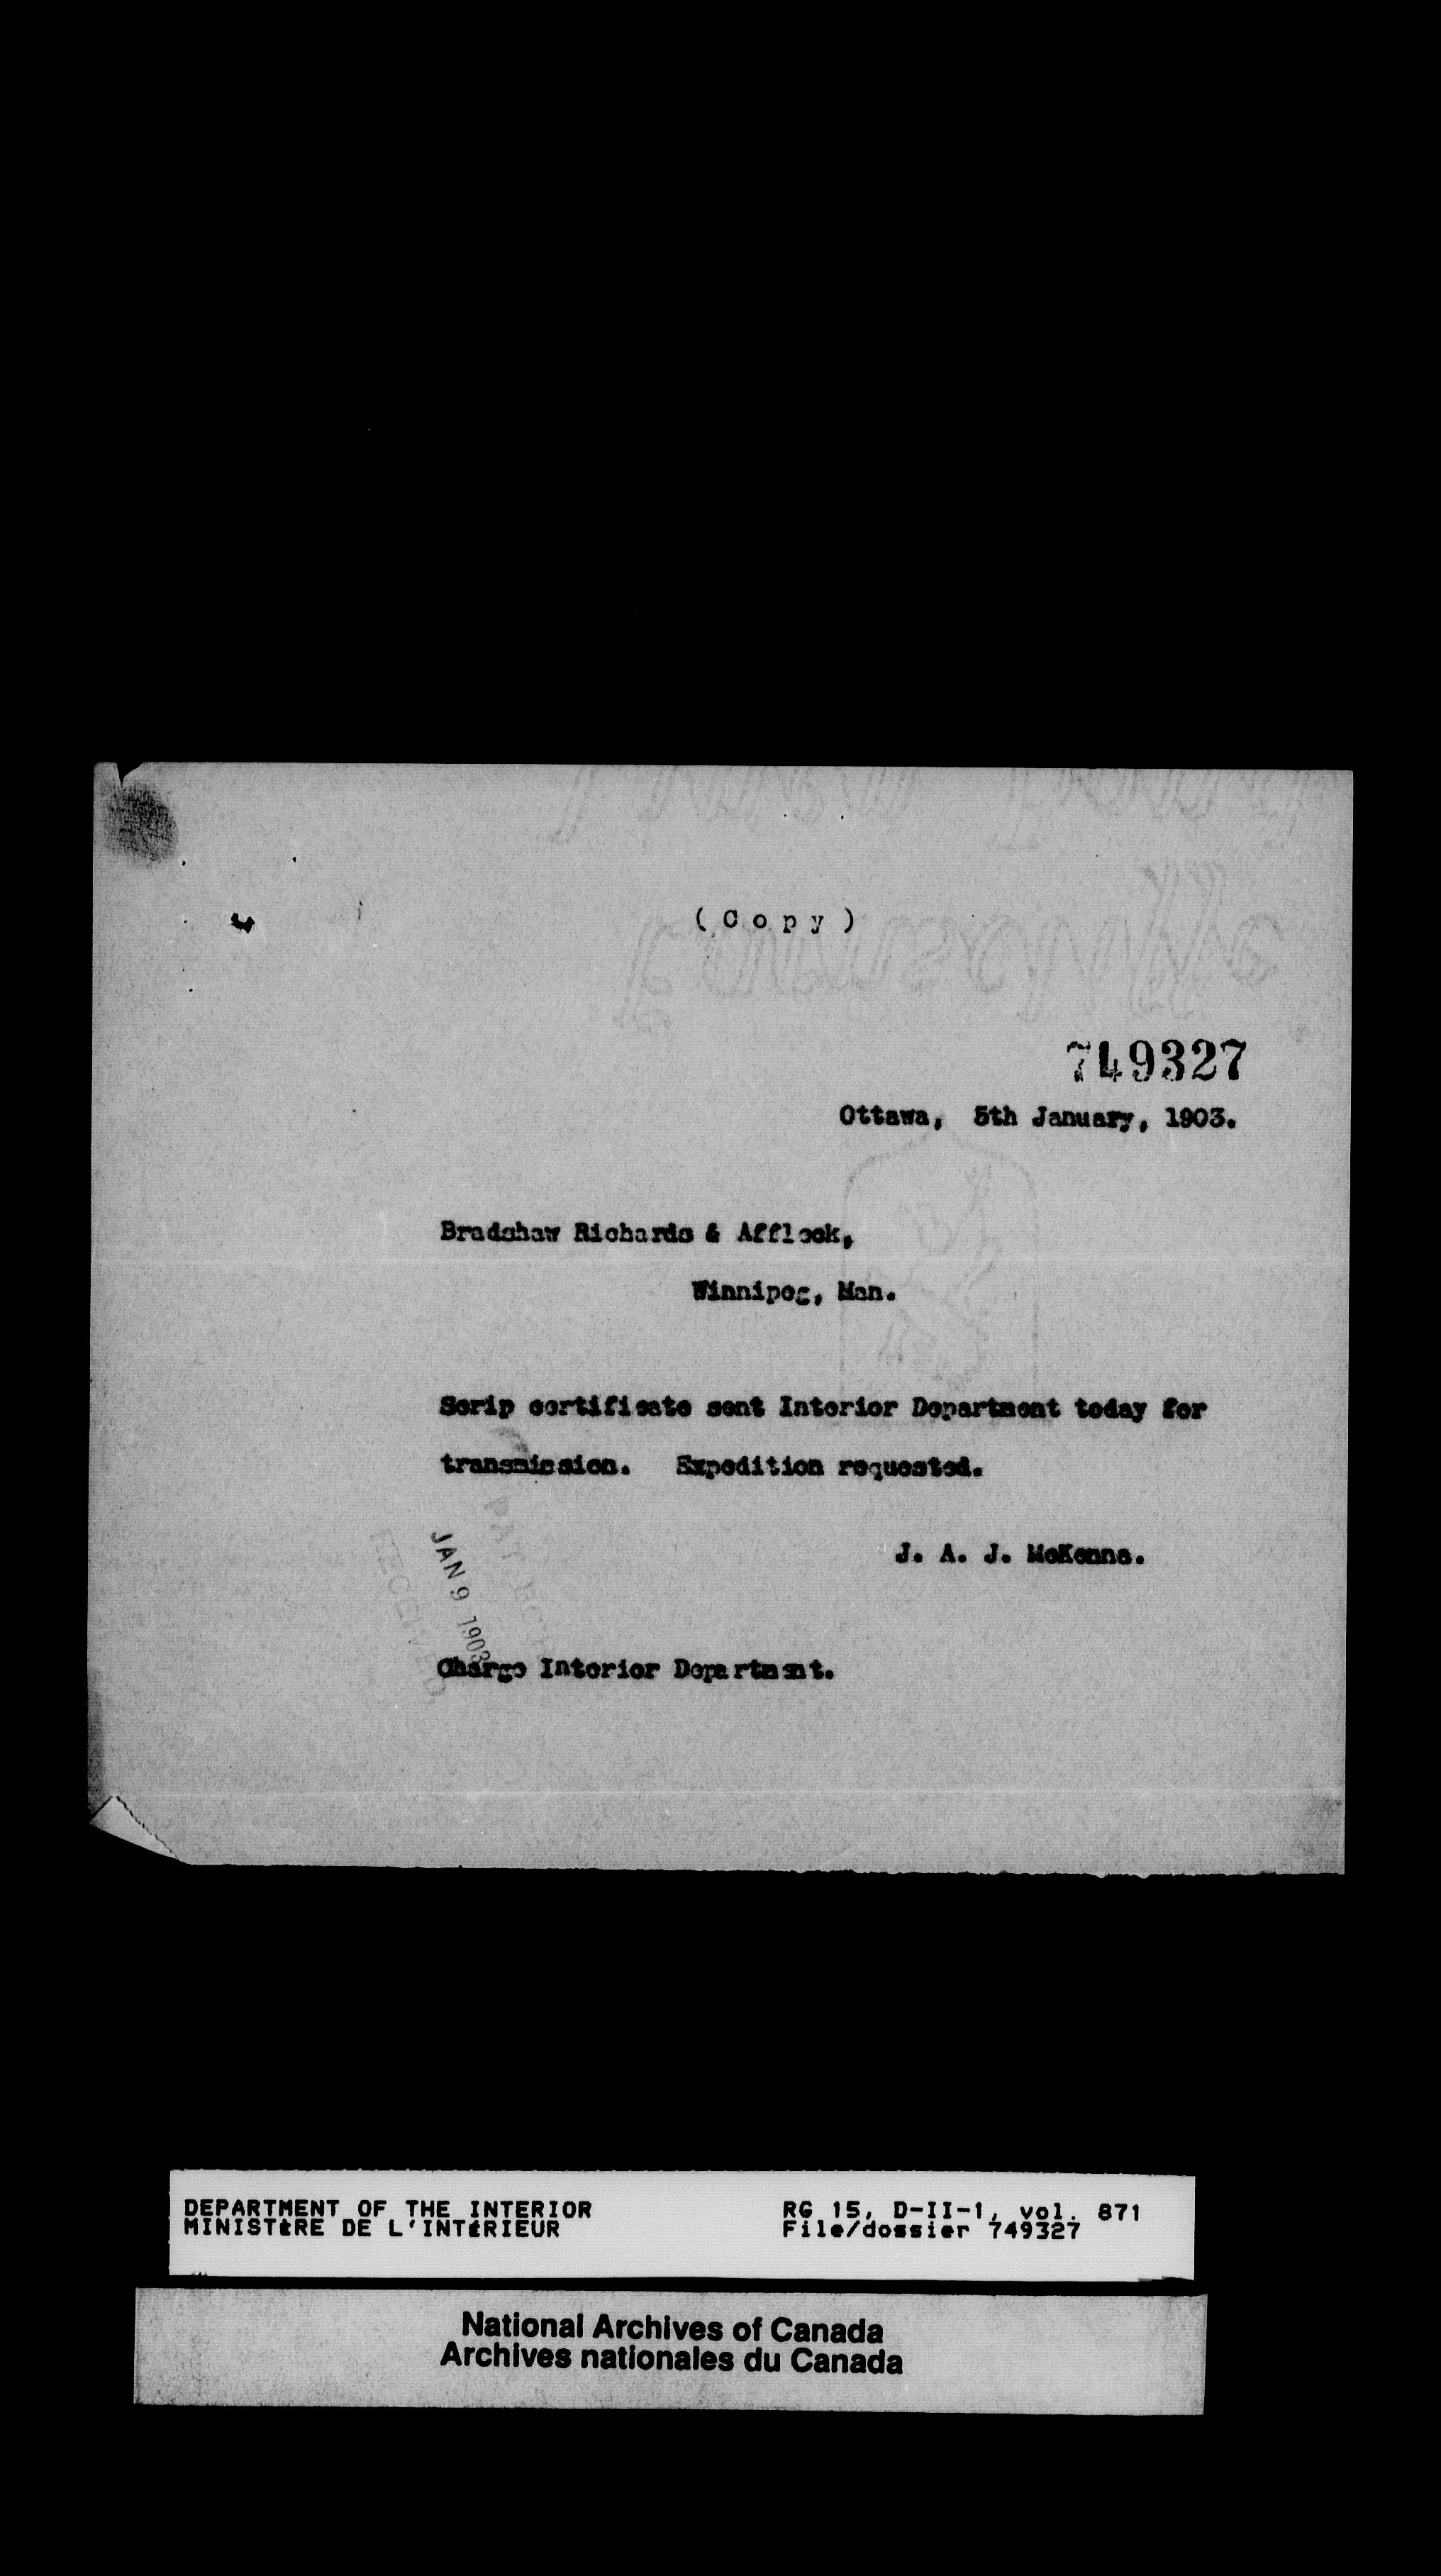 (Copy)
749327
Ottawa, 5th January, 1903.
Bradshaw Richards & Affleck,
Winnipeg, Man.
Scrip certificate sent Interior Department today for
transmission. Expedition requested.
J. A. J. McKenna.
JAN 9 1903
Charge Interior Department.
DEPARTMENT OF THE INTERIOR RG 15, D-II-1, vol. 871
MINISTÈRE DE L'INTÉRIEUR File/dossier 749327
National Archives of Canada
Archives nationales du Canada